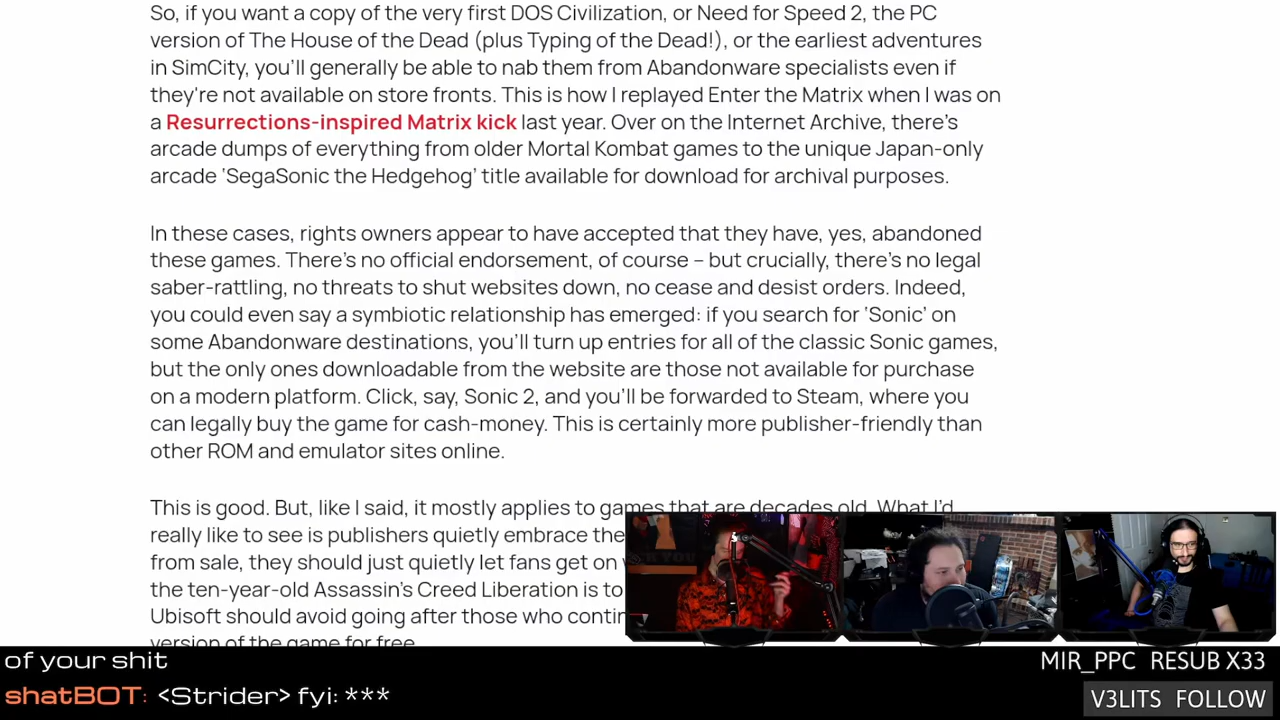 So, if you want a copy of the very first DOS Civilization, or Need for Speed 2, the PC
version of The House of the Dead (plus Typing of the Dead!), or the earliest adventures
in SimCity, you'll generally be able to nab them from Abandonware specialists even if
they're not available on store fronts. This is how I replayed Enter the Matrix when I was on
a Resurrections-inspired Matrix kick last year. Over on the Internet Archive, there's
arcade dumps of everything from older Mortal Kombat games to the unique Japan-only
arcade 'SegaSonic the Hedgehog' title available for download for archival purposes.
In these cases, rights owners appear to have accepted that they have, yes, abandoned
these games. There's no official endorsement, of course – but crucially, there's no legal
saber-rattling, no threats to shut websites down, no cease and desist orders. Indeed,
you could even say a symbiotic relationship has emerged: if you search for 'Sonic' on
some Abandonware destinations, you'll turn up entries for all of the classic Sonic games,
but the only ones downloadable from the website are those not available for purchase
on a modern platform. Click, say, Sonic 2, and you'll be forwarded to Steam, where you
can legally buy the game for cash-money. This is certainly more publisher-friendly than
other ROM and emulator sites online.
This is good. But, like I said, it mostly applies to games that are decades old. What I'd
really like to see is publishers quietly embrace the
from sale, they should just quietly let fans get on
the ten-year-old Assassin's Creed Liberation is to
Ubisoft should avoid going after those who contin
version of the game for free.
of your shit
shatBOT: <Strider> fyi: ***
MIR_PPC RESUB X33
V3LITS FOLLOW